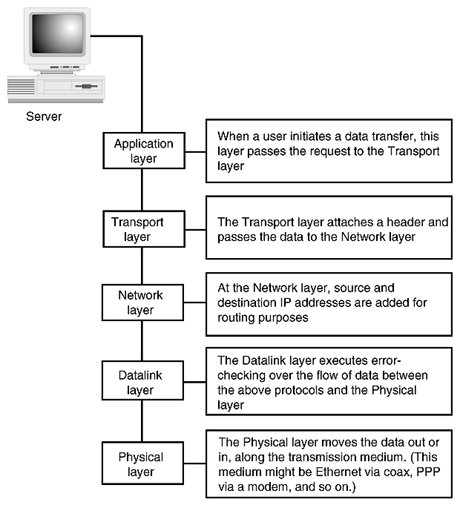 Server
Application
layer
When a user initiates a data transfer, this
layer passes the request to the Transport
layer
Transport
layer
The Transport layer attaches a header and
passes the data to the Network layer
Network
layer
At the Network layer, source and
destination IP addresses are added for
routing purposes
Datalink
layer
The Datalink layer executes error-
checking over the flow of data between
the above protocols and the Physical
layer
Physical
layer
The Physical layer moves the data out or
in, along the transmission medium. (This
medium might be Ethernet via coax, PPP
via a modem, and so on.)